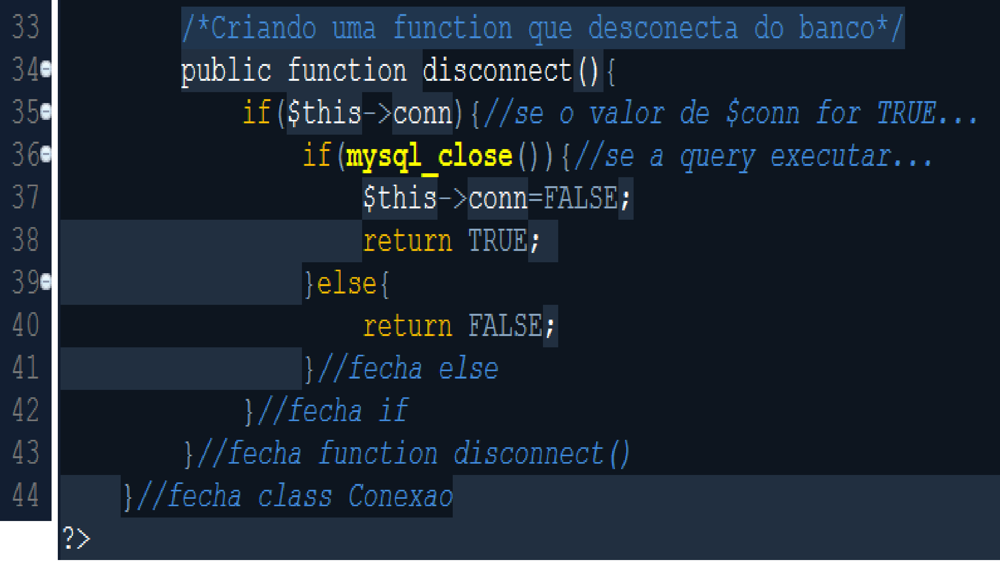 33 /*Criando uma function que desconecta do banco*/
34 public function disconnect(){
35 if($this->conn){//se o valor de $conn for TRUE...
36 if(mysql_close()){//se a query executar...
37 $this->conn=FALSE;
38 return TRUE;
39 }else{
40 return FALSE;
41 }//fecha else
42 }//fecha if
43 }//fecha function disconnect()
44 }//fecha class Conexao
?>